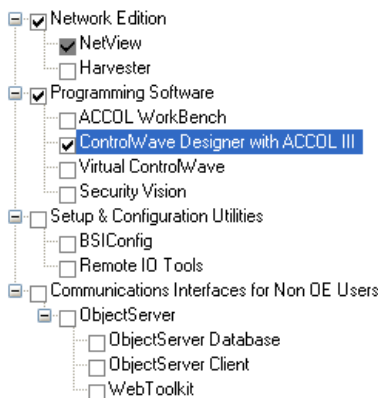 Network Edition
NetView
Harvester
Programming Software
ACCOL WorkBench
ControlWave Designer with ACCOL III
Virtual ControlWave
Security Vision
Setup & Configuration Utilities
BSIConfig
Remote IO Tools
Communications Interfaces for Non OE Users
ObjectServer
ObjectServer Database
ObjectServer Client
WebToolkit